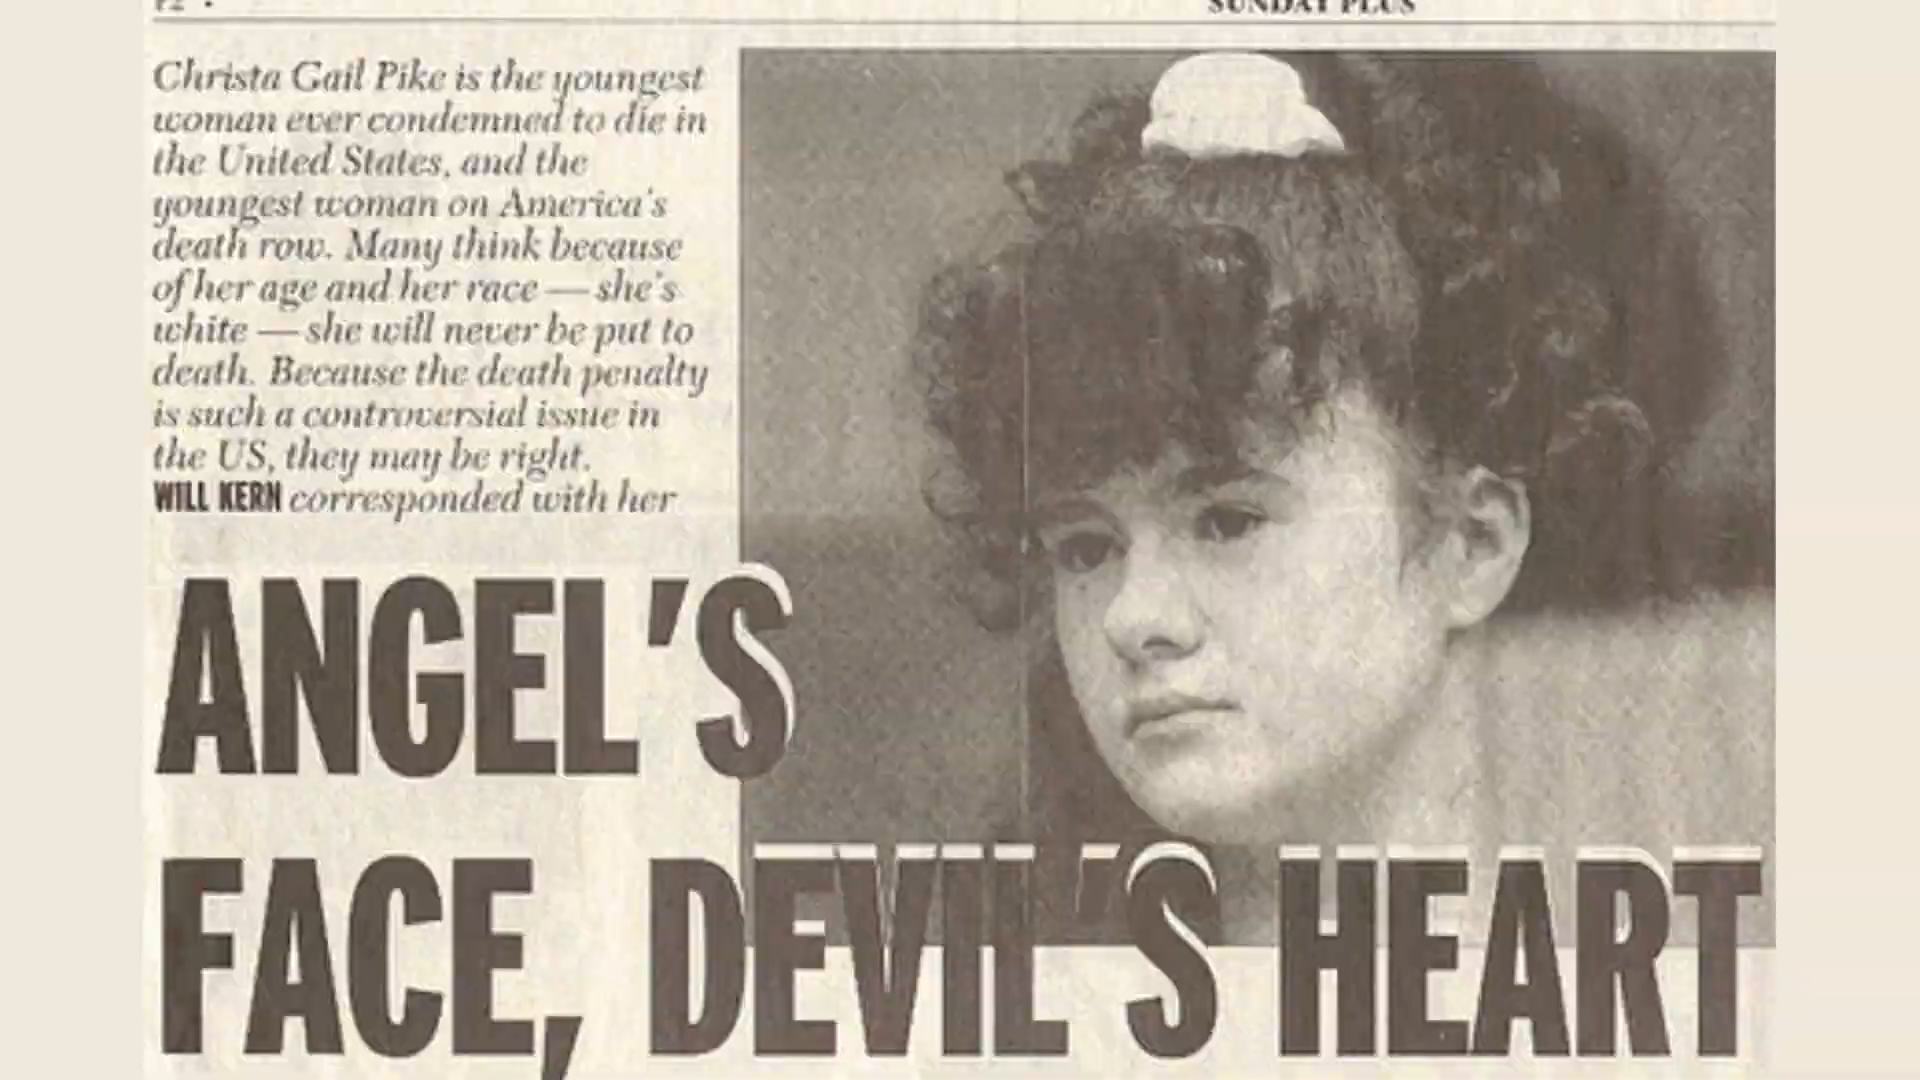 SUNDAY PLUS
Christa Gail Pike is the youngest
woman ever condemned to die in
the United States, and the
youngest woman on America's
death row. Many think because
of her age and her race — she's
white — she will never be put to
death. Because the death penalty
is such a controversial issue in
the US, they may be right.
WILL KERN corresponded with her
ANGEL'S
FACE, DEVIL'S HEART